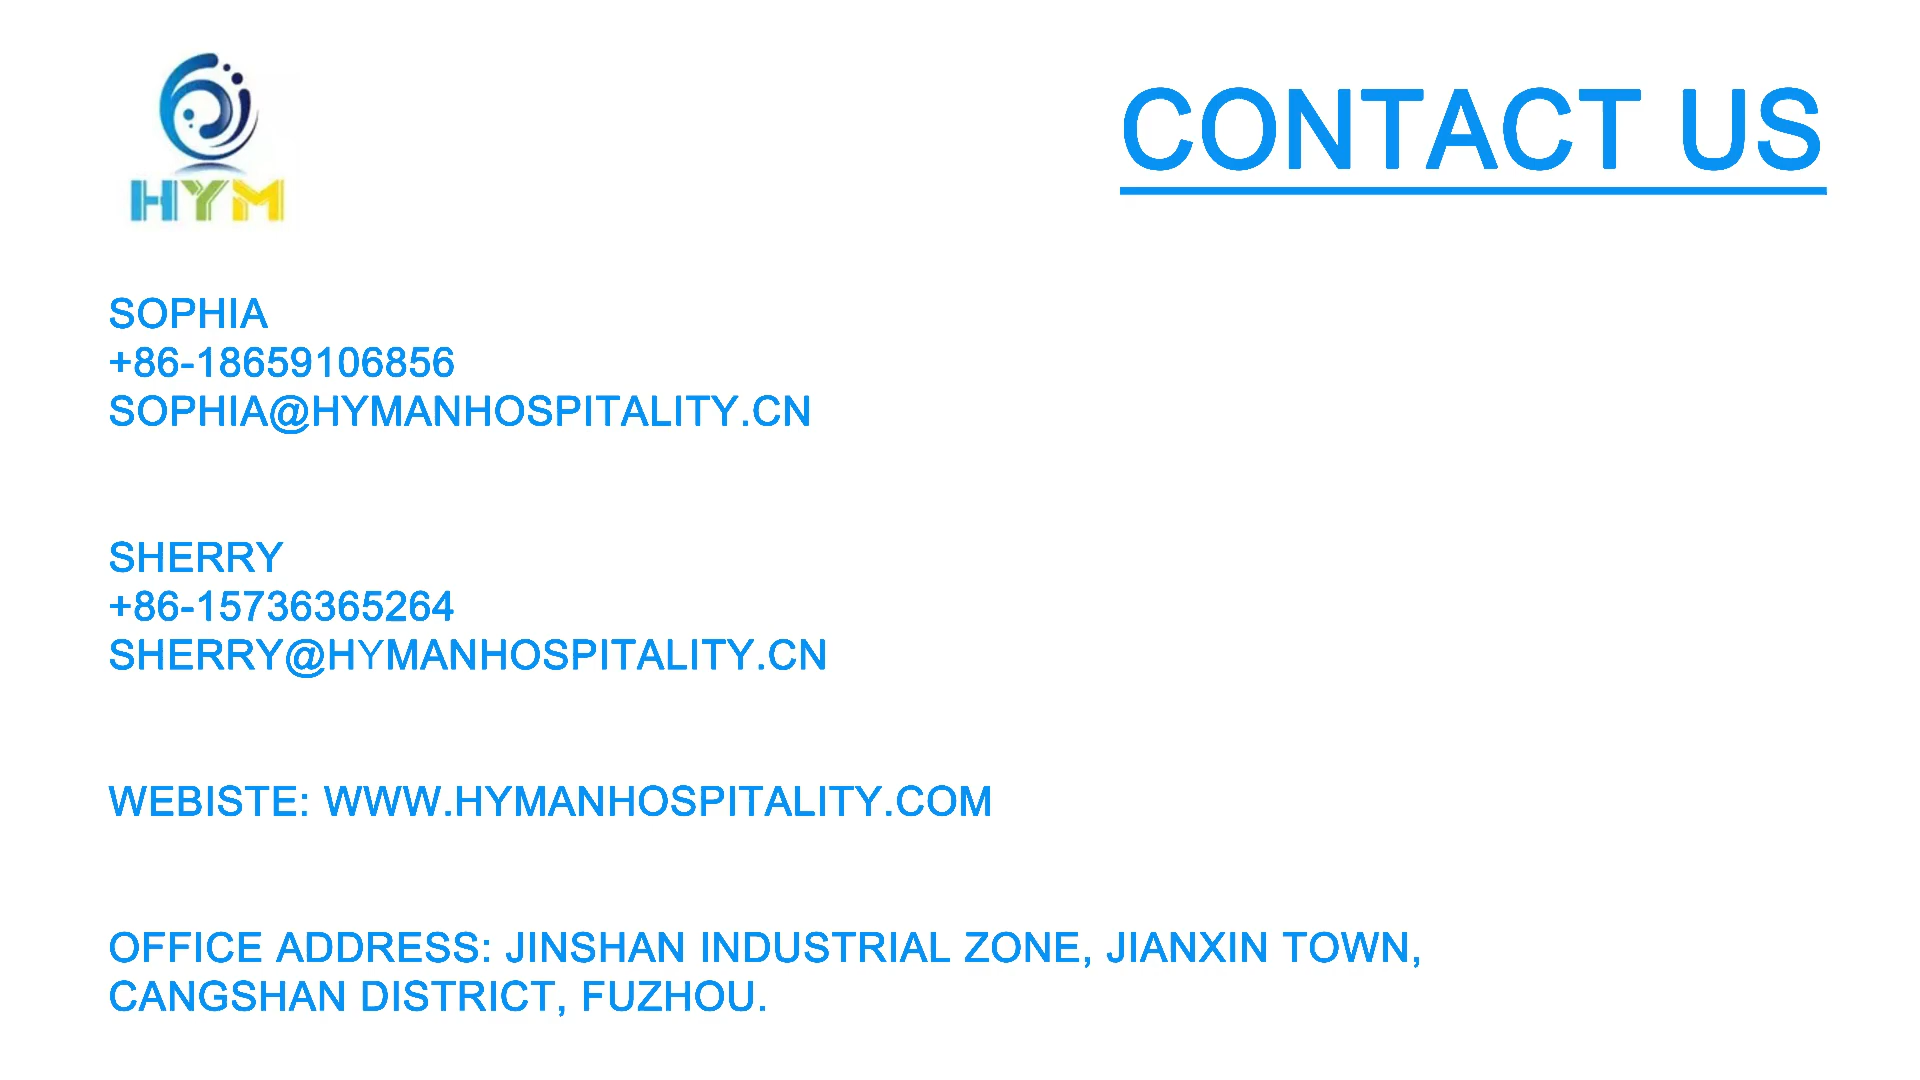 HYM
CONTACT US
SOPHIA
+86-18659106856
SOPHIA@HYMANHOSPITALITY.CN
SHERRY
+86-15736365264
SHERRY@HYMANHOSPITALITY.CN
WEBISTE: WWW.HYMANHOSPITALITY.COM
OFFICE ADDRESS: JINSHAN INDUSTRIAL ZONE, JIANXIN TOWN,
CANGSHAN DISTRICT, FUZHOU.